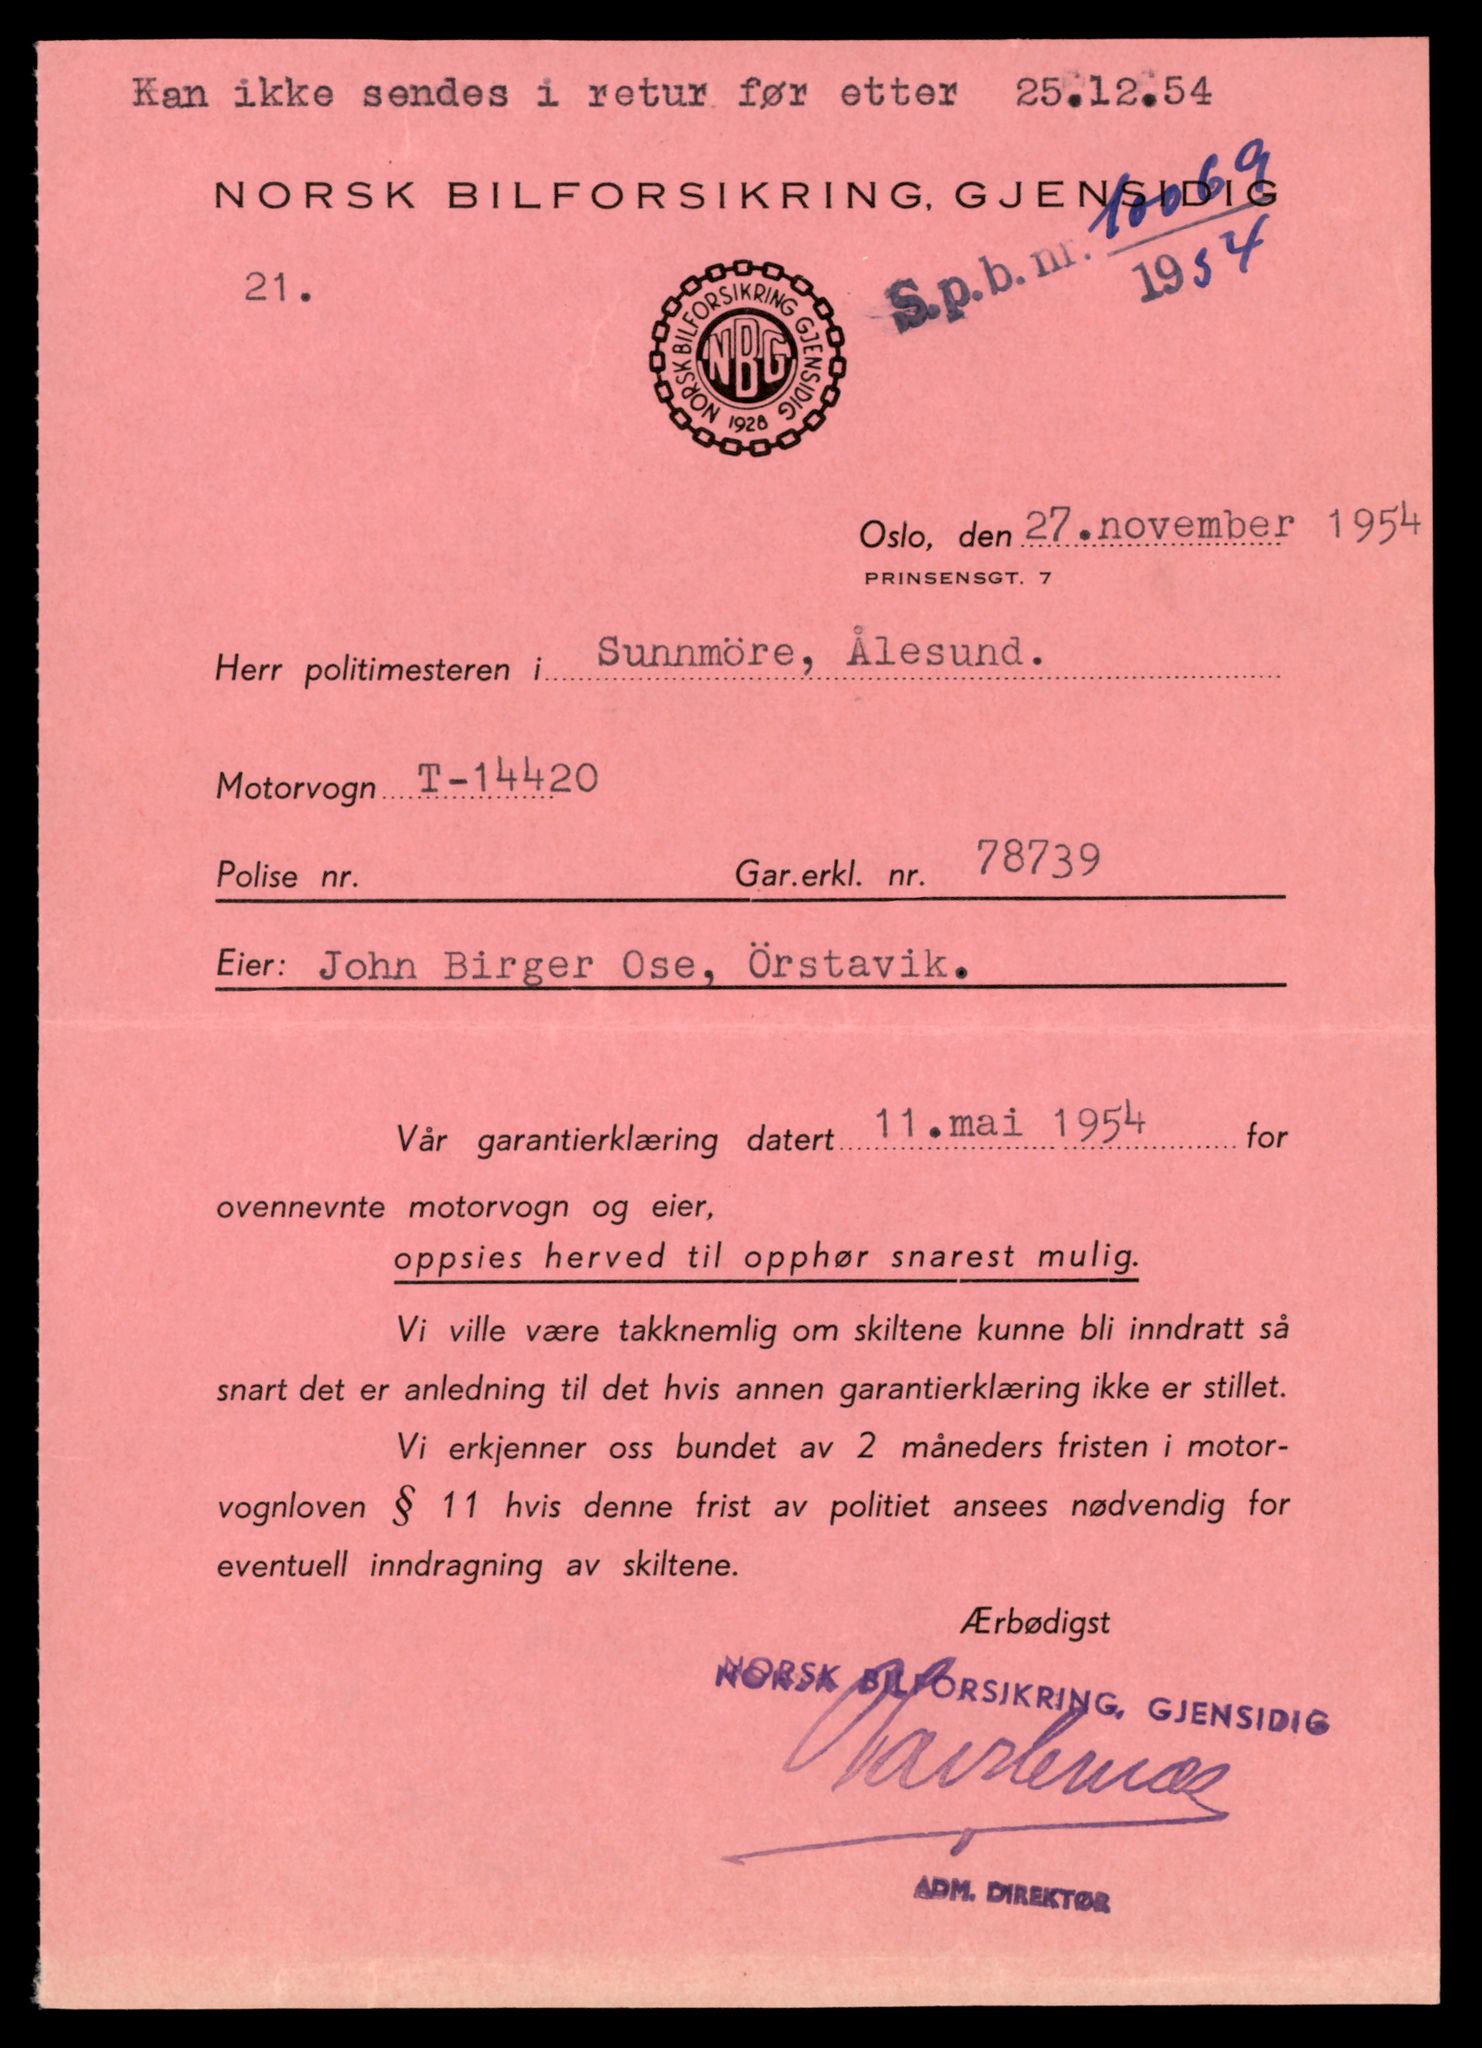 Kan ikke sendes i retur før etter 25.12.54
NORSK BILFORSIKRING, GJENSIDIG
S.p.b. nr. 10069
1954
21.
NORSK BILFORSIKRING GJENSIDIG
NBG
1928
Oslo, den 27.november 1954
PRINSENSGT. 7
Herr politimesteren i Sunnmöre, Ålesund.
Motorvogn T-14420
Polise nr. Gar.erkl. nr. 78739
Eier: John Birger Ose, Örstavik.
Vår garantierklæring datert 11.mai 1954 for
ovennevnte motorvogn og eier,
oppsies herved til opphør snarest mulig.
Vi ville være takknemlig om skiltene kunne bli inndratt så
snart det er anledning til det hvis annen garantierklæring ikke er stillet.
Vi erkjenner oss bundet av 2 måneders fristen i motor-
vognloven § 11 hvis denne frist av politiet ansees nødvendig for
eventuell inndragning av skiltene.
Ærbødigst
NORSK BILFORSIKRING, GJENSIDIG
ADM. DIREKTØR